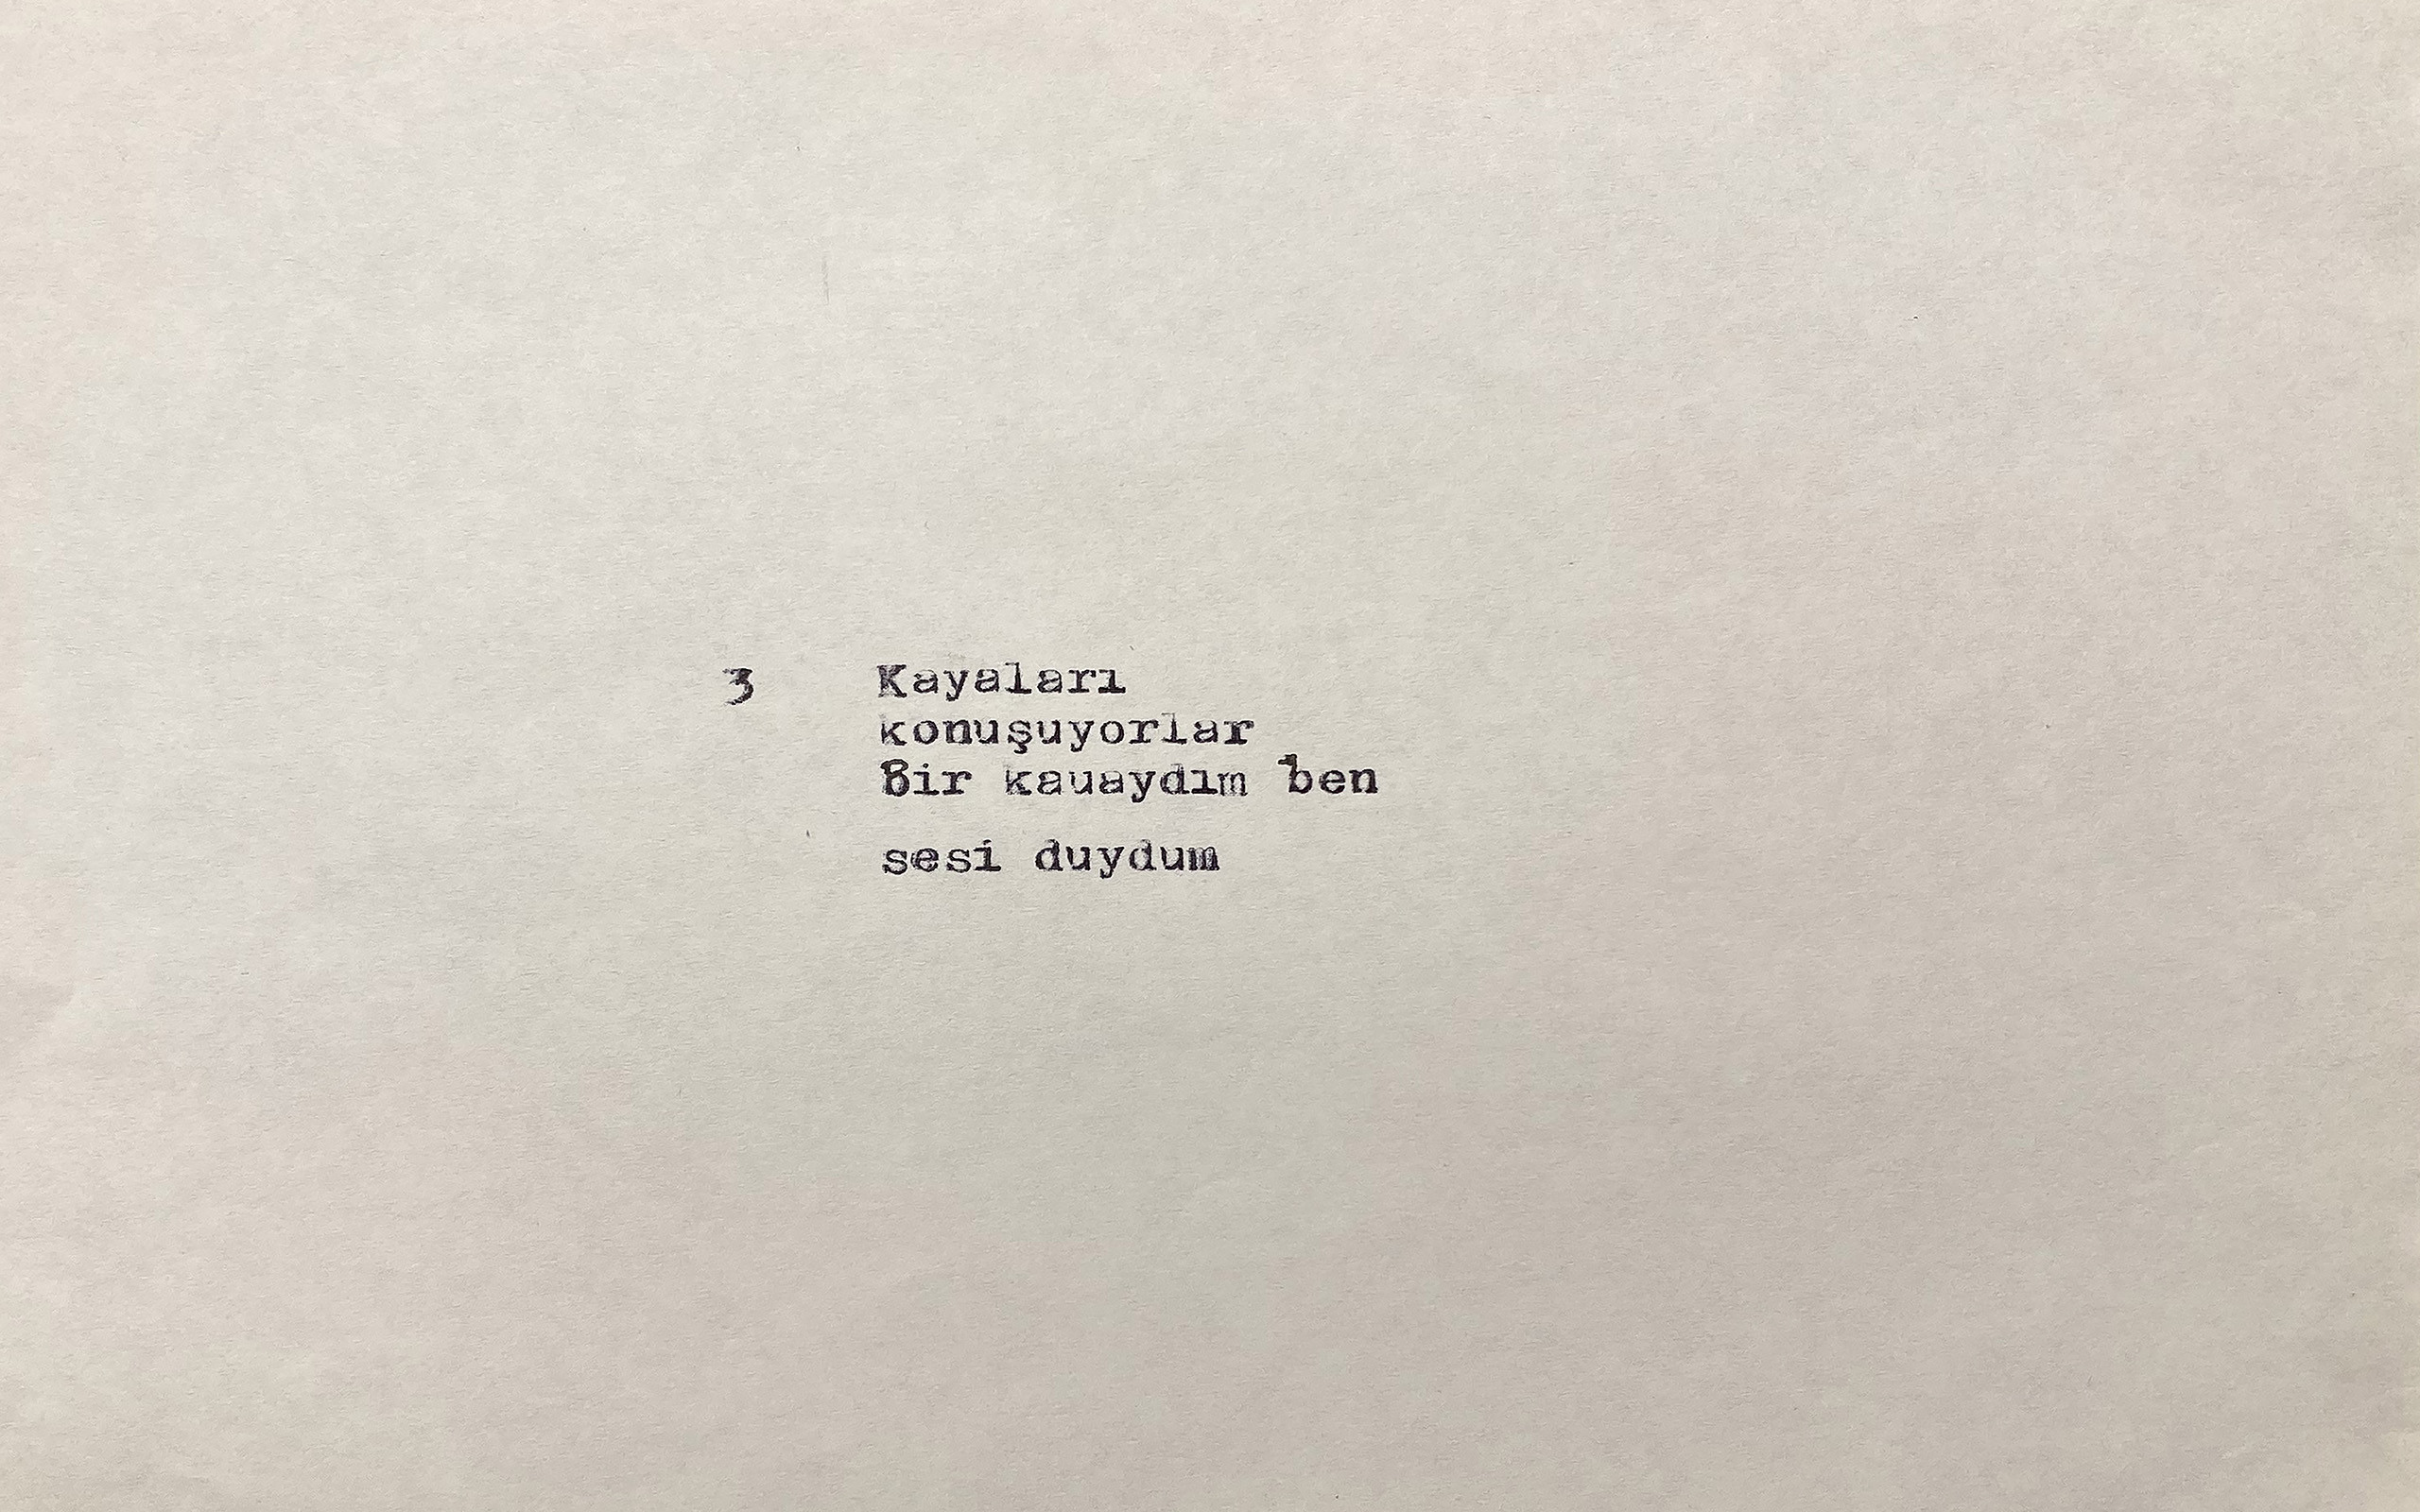 3 Kayaları
konuşuyorlar
Bir kauaydım ben
sesi duydum